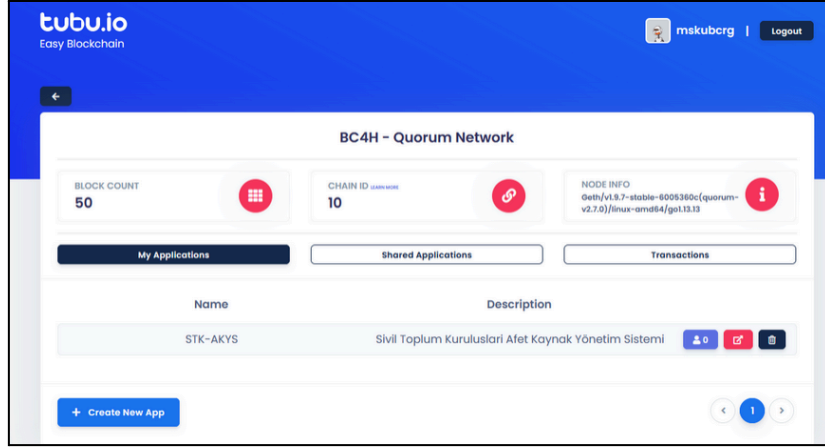 tubu.io
Easy Blockchain
mskubcrg | Logout
BC4H - Quorum Network
BLOCK COUNT
50
CHAIN ID LEARN MORE
10
NODE INFO
Geth/v1.9.7-stable-6005360c(quorum-
v2.7.0)/linux-amd64/go1.13.13
My Applications
Shared Applications
Transactions
Name Description
STK-AKYS Sivil Toplum Kuruluslari Afet Kaynak Yönetim Sistemi 0
+ Create New App
< 1 >